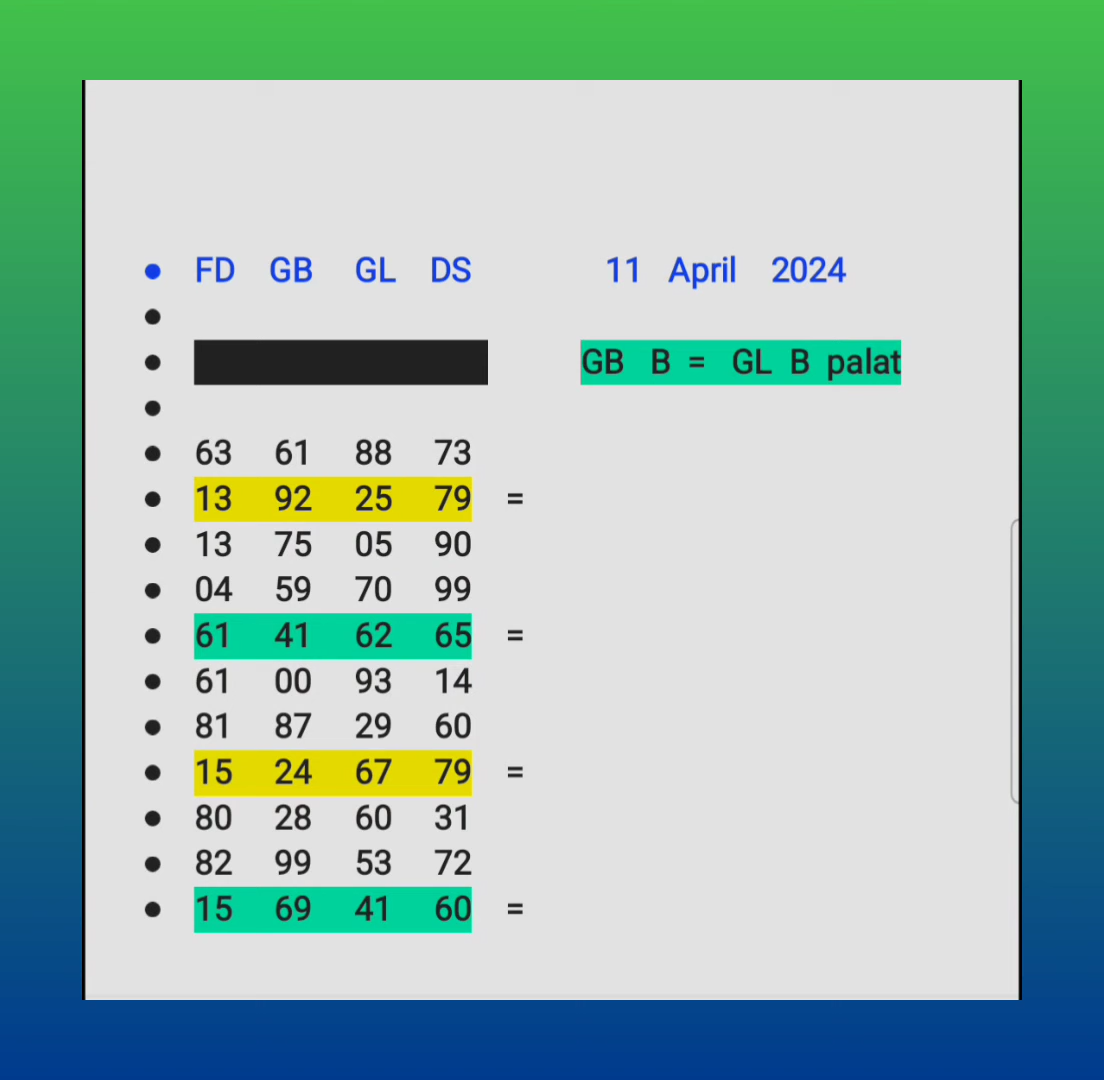 • FD GB GL DS 11 April 2024
•
• GB B = GL B palat
•
• 63 61 88 73
• 13 92 25 79 =
• 13 75 05 90
• 04 59 70 99
• 61 41 62 65 =
• 61 00 93 14
• 81 87 29 60
• 15 24 67 79 =
• 80 28 60 31
• 82 99 53 72
• 15 69 41 60 =